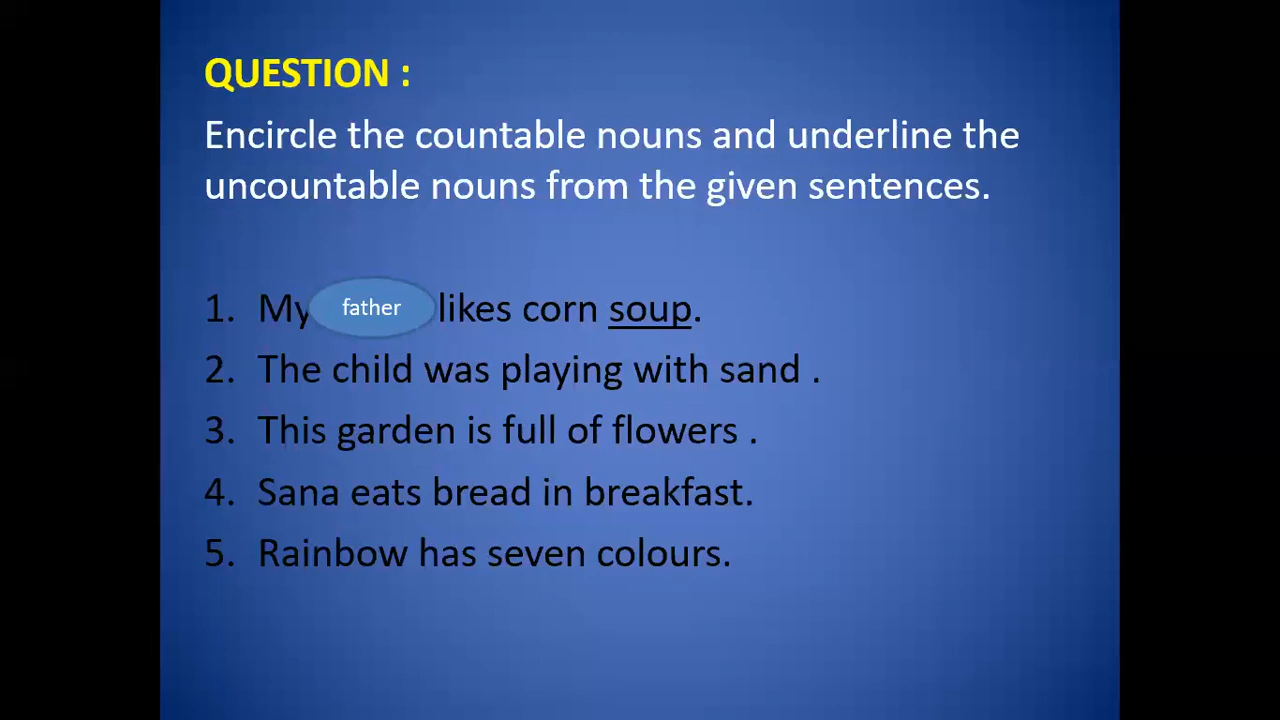 QUESTION :
Encircle the countable nouns and underline the
uncountable nouns from the given sentences.
1. My father likes corn soup.
2. The child was playing with sand .
3. This garden is full of flowers .
4. Sana eats bread in breakfast.
5. Rainbow has seven colours.